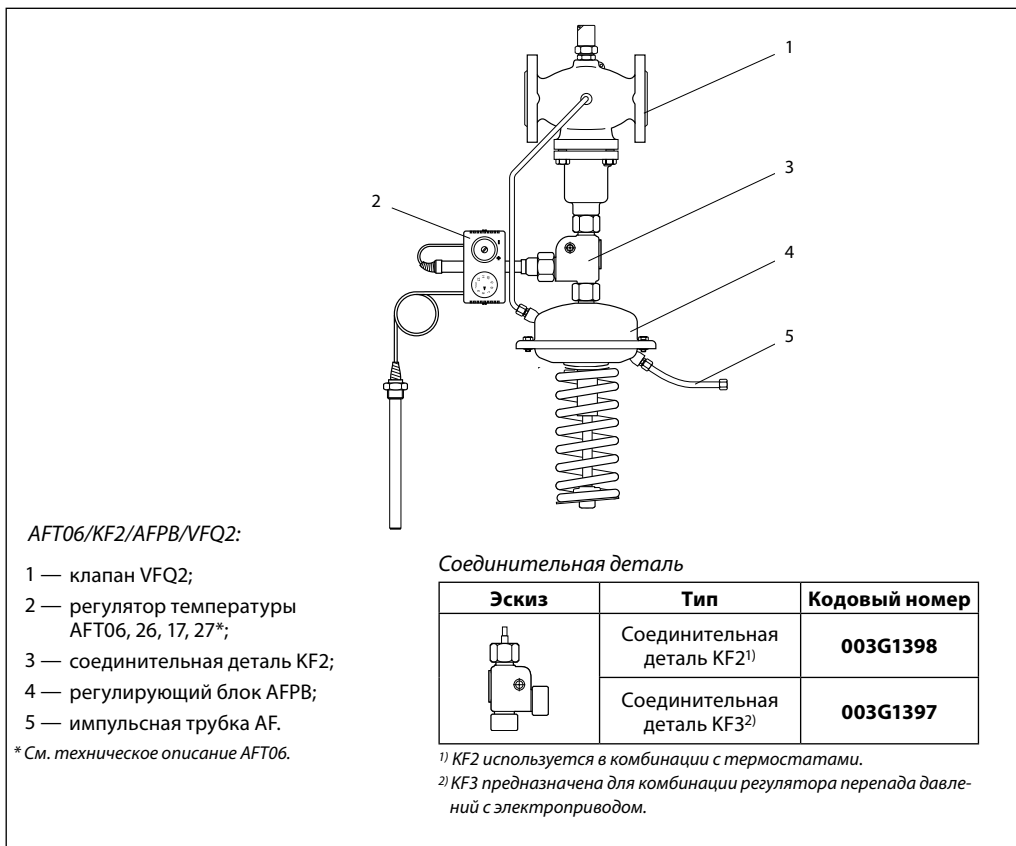 1
3
2
4
5
AFT06/KF2/AFPB/VFQ2:
1 — клапан VFQ2;
2 — регулятор температуры
AFT06, 26, 17, 27*;
3 — соединительная деталь KF2;
4 — регулирующий блок AFPB;
5 — импульсная трубка AF.
* См. техническое описание AFT06.
Соединительная деталь
Эскиз Тип Кодовый номер
Соединительная
деталь KF2¹⁾ 003G1398
Соединительная
деталь KF3²⁾ 003G1397
¹⁾ KF2 используется в комбинации с термостатами.
²⁾ KF3 предназначена для комбинации регулятора перепада давле-
ний с электроприводом.